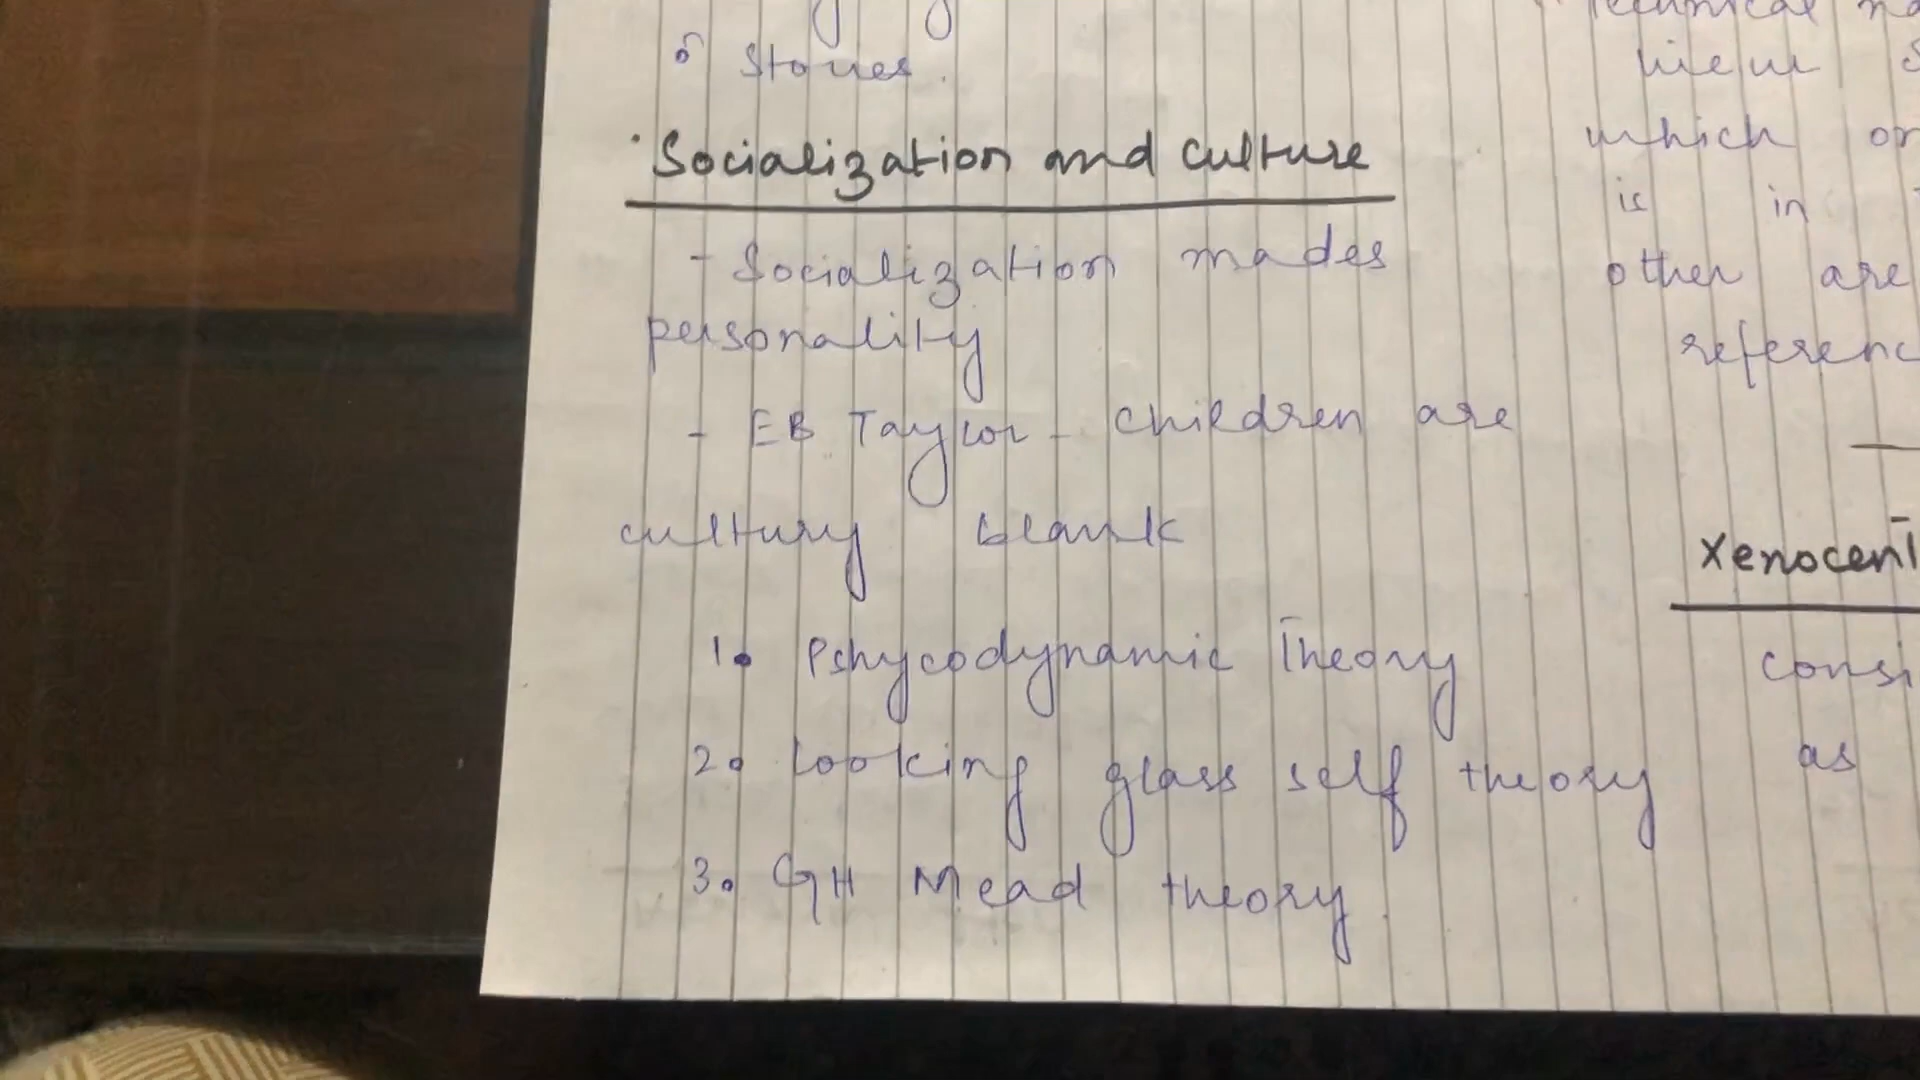 Stories.
Socialization and culture
- Socialization mades
personality
- EB Taylor - children are
cultury blank
1. Pshycodynamic Theory
2. looking glass self theory
3. GH Mead theory.
which
is in
other are
as